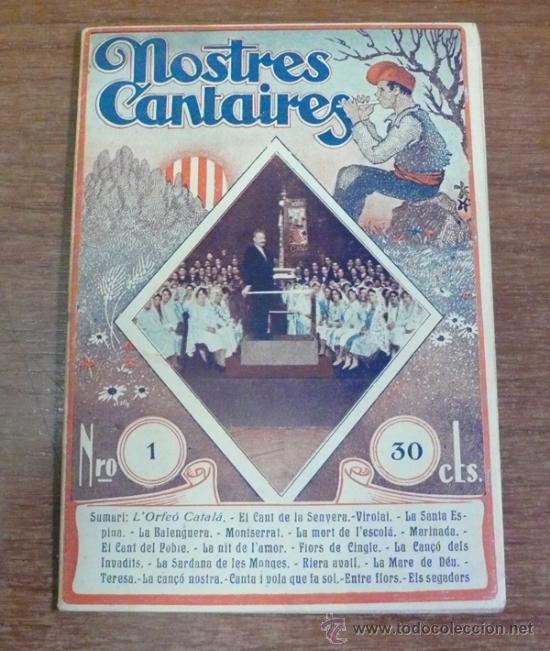 Nostres
Cantaires
Nro 1 30 cts.
Sumari: L'Orfeó Catalá. - El Cant de la Senyera. - Virolai. - La Santa Es-
pina. - La Balenguera. - Montserrat. - La mort de l'escolá. - Marinada. -
El Cant del Poble. - La nit de l'amor. - Flors de Cingle. - La Cançó dels
Invadits. - La Sardana de les Monges. - Riera avall. - La Mare de Déu. -
Teresa. - La cançó nostra. - Canta i vola que fa sol. - Entre flors. - Els segadors
todocoleccion
www.todocoleccion.net